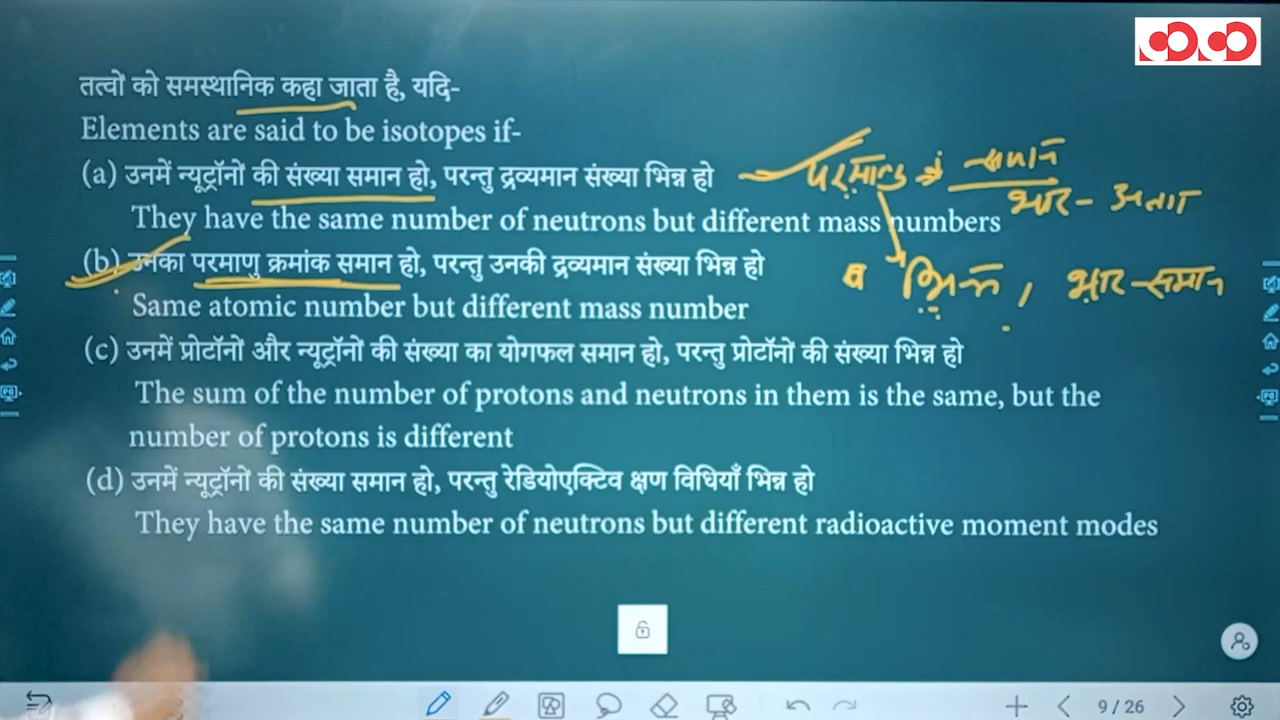 तत्वों को समस्थानिक कहा जाता है, यदि-
Elements are said to be isotopes if-
(a) उनमें न्यूट्रॉनों की संख्या समान हो, परन्तु द्रव्यमान संख्या भिन्न हो
They have the same number of neutrons but different mass numbers
(b) उनका परमाणु क्रमांक समान हो, परन्तु उनकी द्रव्यमान संख्या भिन्न हो
Same atomic number but different mass number
(c) उनमें प्रोटॉनों और न्यूट्रॉनों की संख्या का योगफल समान हो, परन्तु प्रोटॉनों की संख्या भिन्न हो
The sum of the number of protons and neutrons in them is the same, but the
number of protons is different
(d) उनमें न्यूट्रॉनों की संख्या समान हो, परन्तु रेडियोएक्टिव क्षण विधियाँ भिन्न हो
They have the same number of neutrons but different radioactive moment modes
समान
भार-
भिन्न, भार-समान
9 / 26